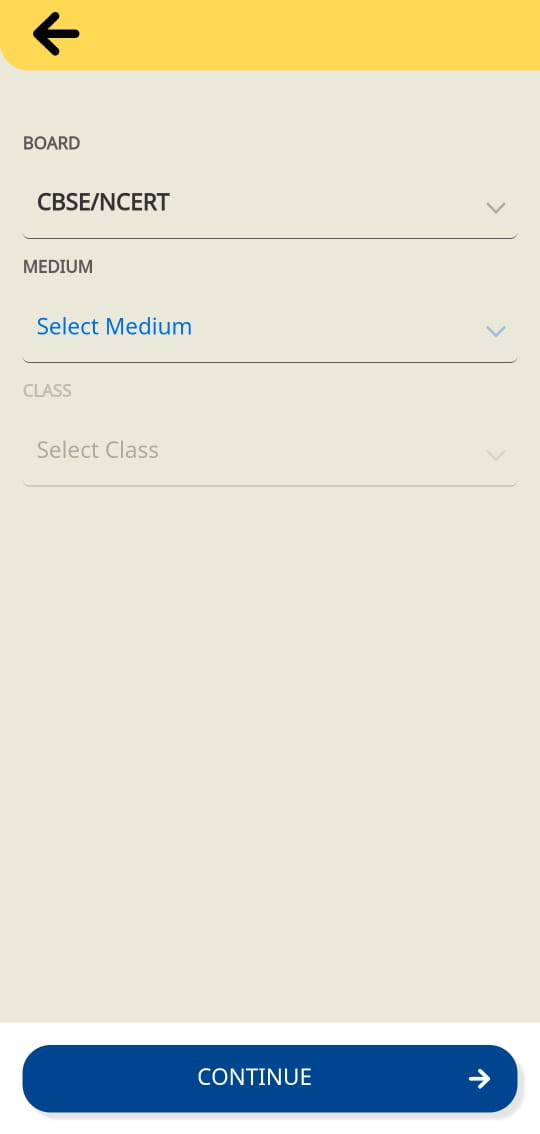 BOARD
CBSE/NCERT
MEDIUM
Select Medium
CLASS
Select Class
CONTINUE